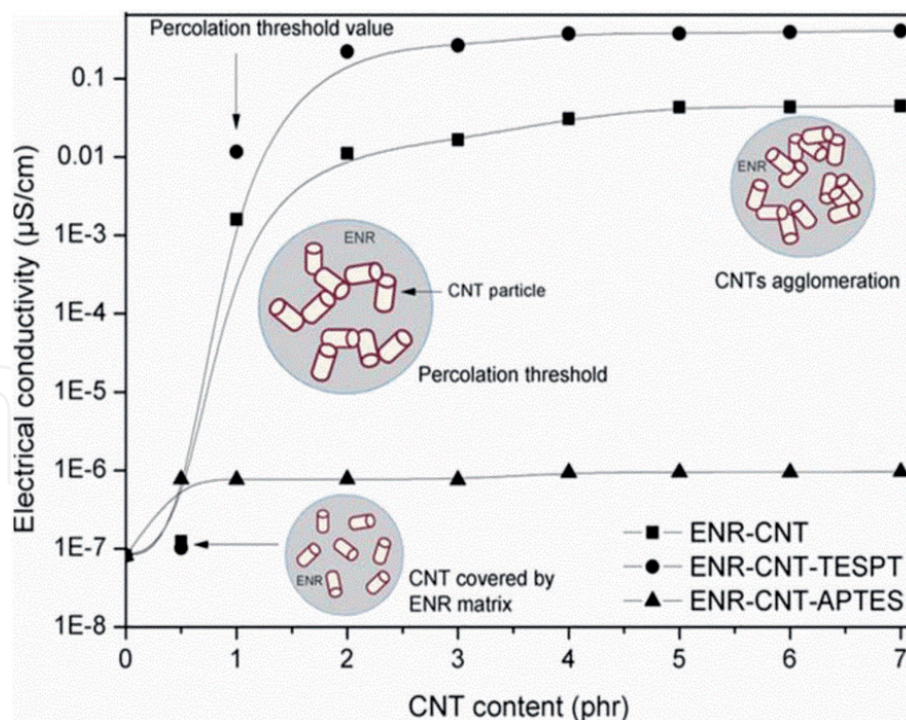 Percolation threshold value
0.1
0.01
1E-3
1E-4
1E-5
1E-6
1E-7
1E-8
Electrical conductivity (µS/cm)
ENR
CNT particle
Percolation threshold
ENR
CNTs agglomeration
ENR
CNT covered by
ENR matrix
ENR-CNT
ENR-CNT-TESPT
ENR-CNT-APTES
0 1 2 3 4 5 6 7
CNT content (phr)